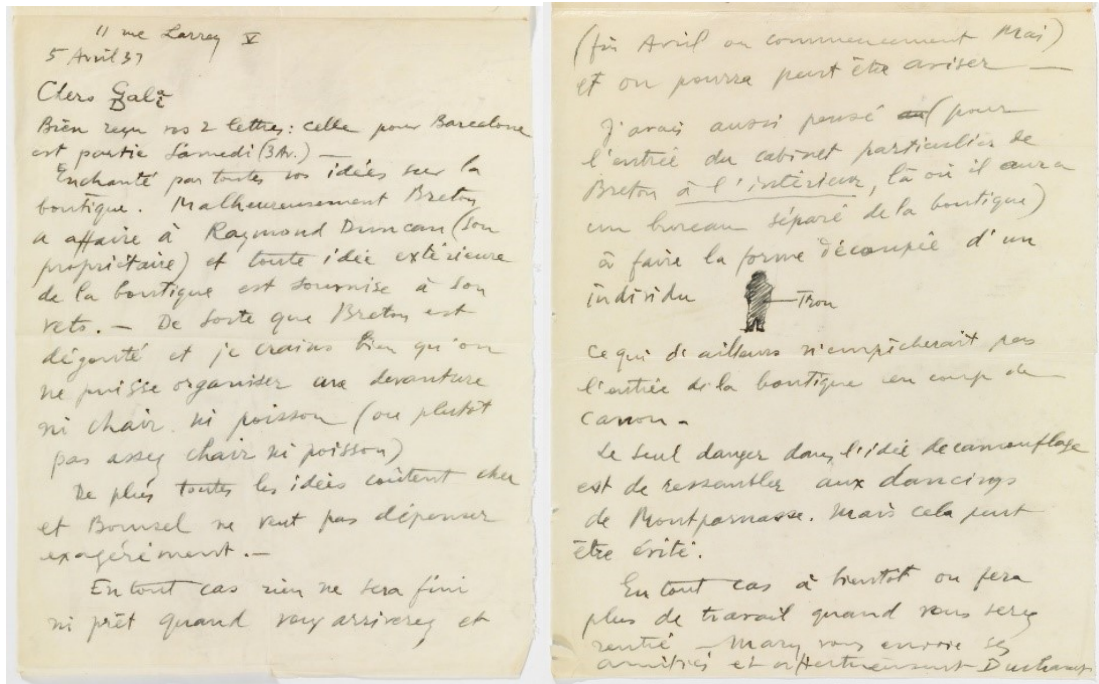 11 rue Larrey V
5 Avril 37
Chers Gala Dali
Bien reçu vos 2 lettres : celle pour Barcelone
est partie Samedi (3 Av.) —
Enchanté par toutes vos idées sur la
boutique. Malheureusement Breton
a affaire à Raymond Duncan (son
propriétaire) et toute idée extérieure
de la boutique est soumise à son
veto. — De sorte que Breton est
dégouté et je crains bien qu'on
ne puisse organiser une devanture
ni chair ni poisson (ou plutôt
pas assez chair ni poisson)
De plus toutes les idées coûtent cher
et Bomsel ne veut pas dépenser
exagérément. —
En tout cas rien ne sera fini
ni prêt quand vous arriverez et
(fin Avril ou commencement Mai)
et on pourra peut être aviser —
J'avais aussi pensé (pour
l'entrée du cabinet particulier de
Breton à l'intérieur, là où il aura
un bureau séparé de la boutique)
à faire la forme découpée d'un
individu — Trou
ce qui d'ailleurs n'empêcherait pas
l'entrée de la boutique en coup de
canon —
Le seul danger dans l'idée de camouflage
est de ressembler aux dancings
de Montparnasse. Mais cela peut
être évité.
En tout cas à bientôt on fera
plus de travail quand vous serez
rentré — Mary vous envoie ses
amitiés et affectueusement Duchamp